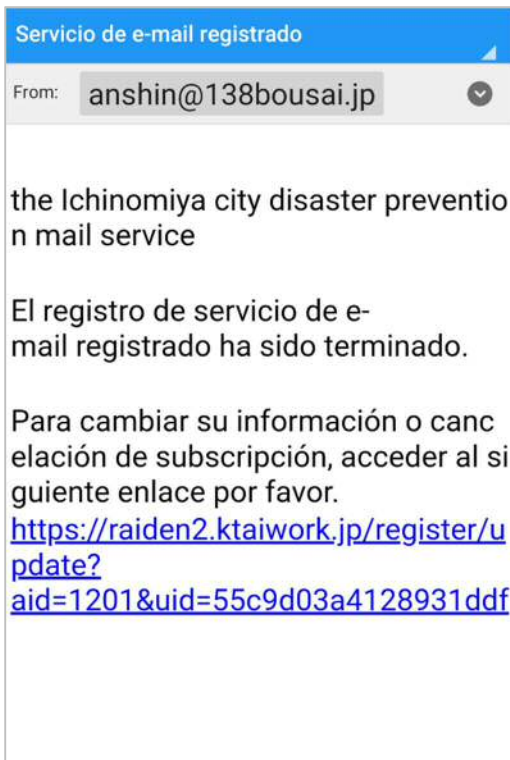 Servicio de e-mail registrado
From: anshin@138bousai.jp
the Ichinomiya city disaster preventio
n mail service
El registro de servicio de e-
mail registrado ha sido terminado.
Para cambiar su información o canc
elación de subscripción, acceder al si
guiente enlace por favor.
https://raiden2.ktaiwork.jp/register/u
pdate?
aid=1201&uid=55c9d03a4128931ddf